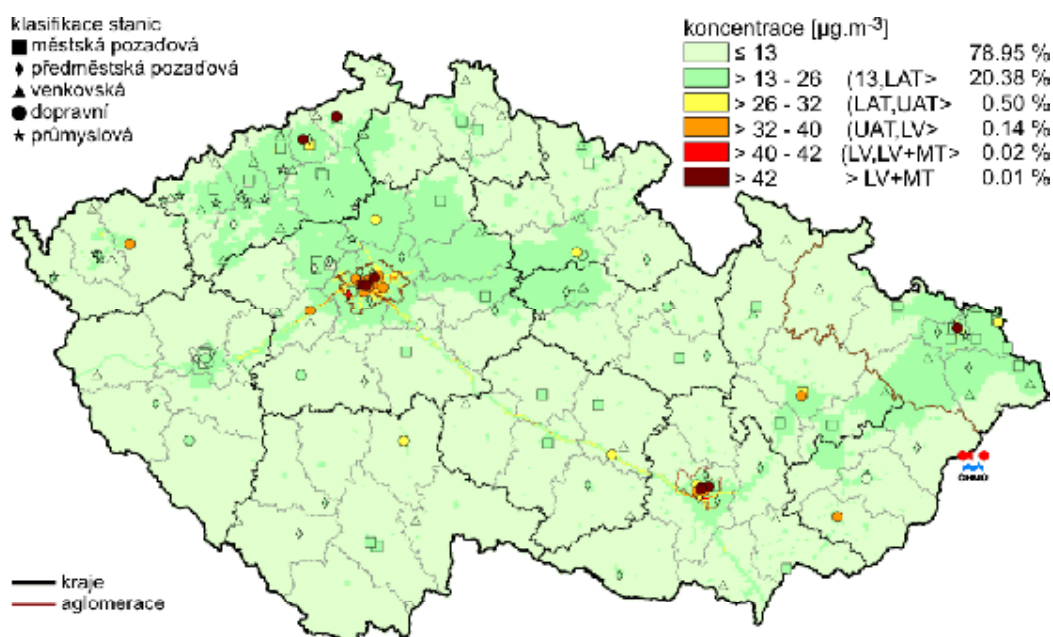 klasifikace stanic
městská pozaďová
předměstská pozaďová
venkovská
dopravní
průmyslová
koncentrace [µg.m-3]
≤ 13 78.95 %
> 13 - 26 (13,LAT> 20.38 %
> 26 - 32 (LAT,UAT> 0.50 %
> 32 - 40 (UAT,LV> 0.14 %
> 40 - 42 (LV,LV+MT> 0.02 %
> 42 > LV+MT 0.01 %
ČHMÚ
kraje
aglomerace